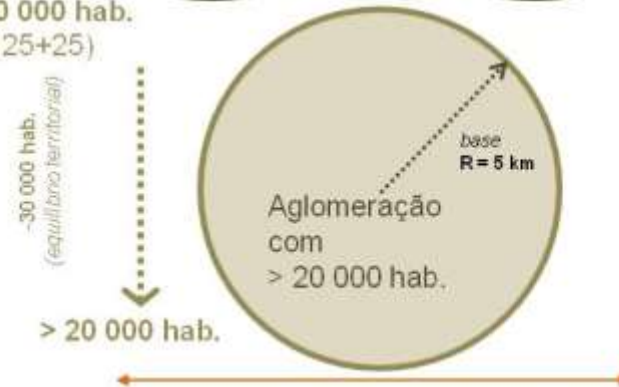 0 000 hab.
25+25)
-30 000 hab.
(equilíbrio territorial)
base
R = 5 km
Aglomeração
com
> 20 000 hab.
> 20 000 hab.